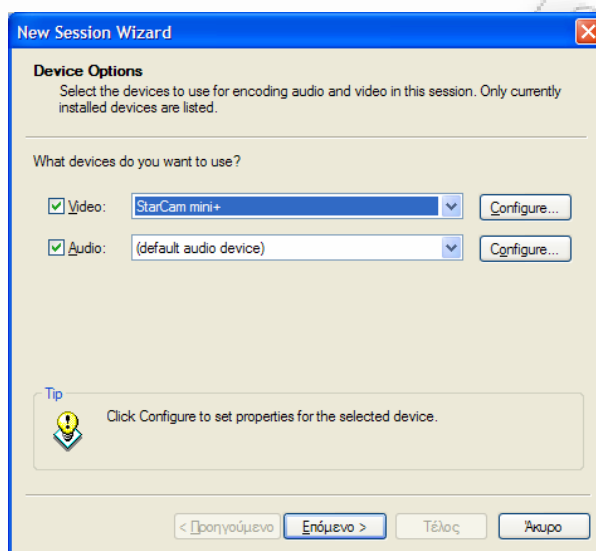 New Session Wizard
Device Options
Select the devices to use for encoding audio and video in this session. Only currently
installed devices are listed.
What devices do you want to use?
Video: StarCam mini+ Configure...
Audio: (default audio device) Configure...
Tip
Click Configure to set properties for the selected device.
< Προηγούμενο Επόμενο > Τέλος Άκυρο